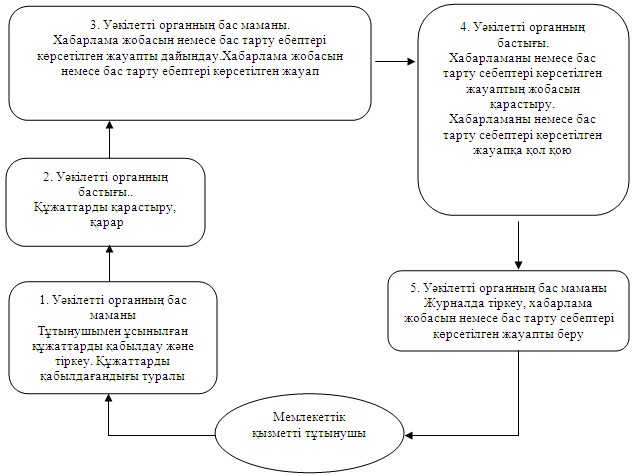 3. Уәкілетті органның бас маманы.
Хабарлама жобасын немесе бас тарту ебептері
көрсетілген жауапты дайындау.Хабарлама жобасын
немесе бас тарту ебептері көрсетілген жауап
4. Уәкілетті органның
бастығы.
Хабарламаны немесе бас
тарту себептері көрсетілген
жауаптың жобасын
қарастыру.
Хабарламаны немесе бас
тарту себептері көрсетілген
жауапқа қол қою
2. Уәкілетті органның
бастығы..
Құжаттарды қарастыру,
қарар
1. Уәкілетті органның бас
маманы
Тұтынушымен ұсынылған
құжаттарды қабылдау және
тіркеу. Құжаттарды
қабылдағандығы туралы
5. Уәкілетті органның бас маманы
Журналда тіркеу, хабарлама
жобасын немесе бас тарту себептері
көрсетілген жауапты беру
Мемлекеттік
қызметті тұтынушы